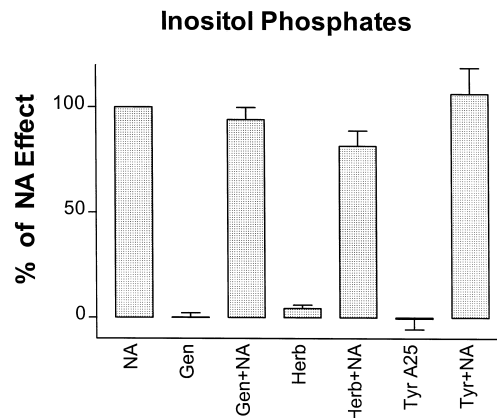 Inositol Phosphates
% of NA Effect
100
50
0
NA
Gen
Gen+NA
Herb
Herb+NA
Tyr A25
Tyr+NA